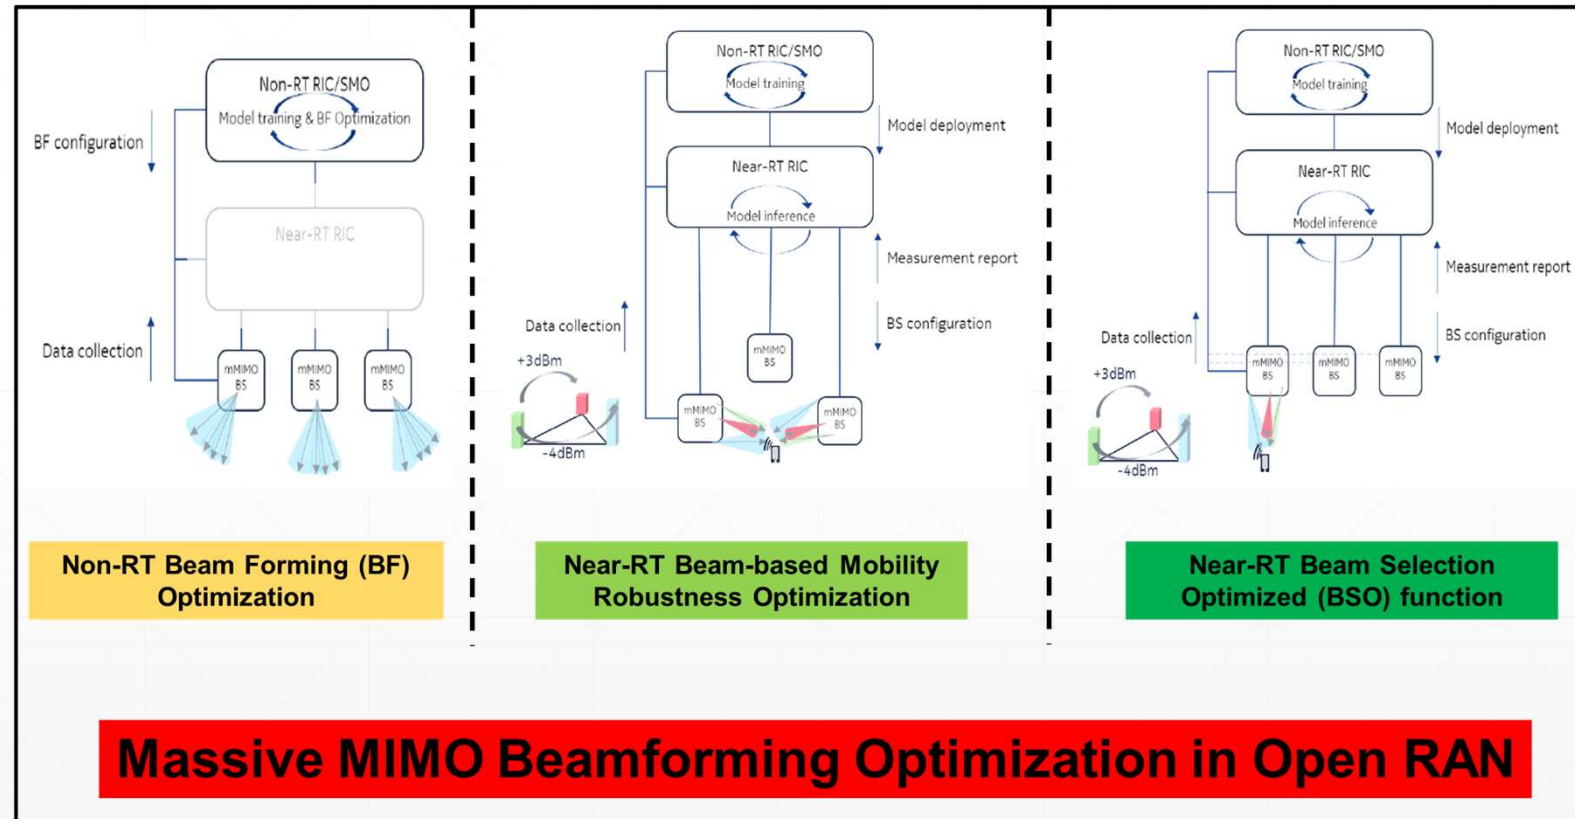 Non-RT RIC/SMO
Model training & BF Optimization
BF configuration
Near-RT RIC
Data collection
mMIMO
BS
mMIMO
BS
mMIMO
BS
Non-RT Beam Forming (BF)
Optimization
Non-RT RIC/SMO
Model training
Model deployment
Near-RT RIC
Model inference
Measurement report
Data collection
BS configuration
mMIMO
BS
+3dBm
-4dBm
mMIMO
BS
mMIMO
BS
Near-RT Beam-based Mobility
Robustness Optimization
Non-RT RIC/SMO
Model training
Model deployment
Near-RT RIC
Model inference
Measurement report
Data collection
BS configuration
mMIMO
BS
mMIMO
BS
mMIMO
BS
+3dBm
-4dBm
Near-RT Beam Selection
Optimized (BSO) function
Massive MIMO Beamforming Optimization in Open RAN